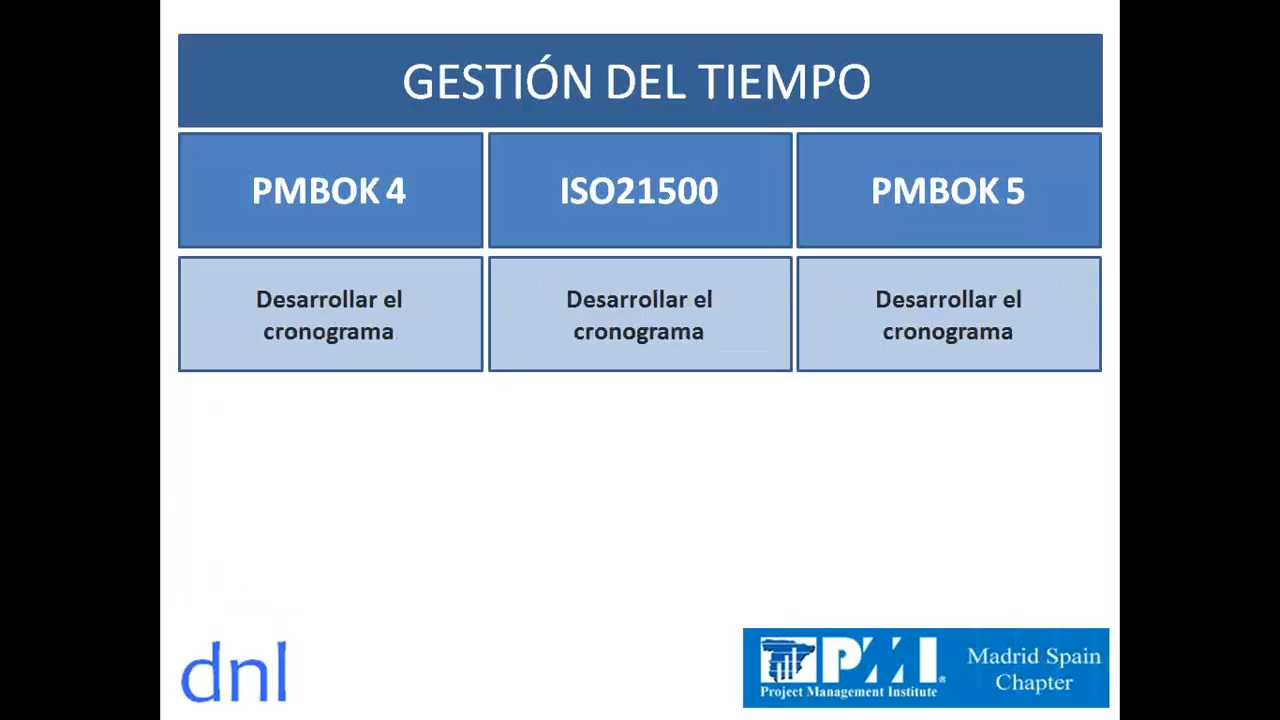 GESTIÓN DEL TIEMPO
PMBOK 4
ISO21500
PMBOK 5
Desarrollar el
cronograma
Desarrollar el
cronograma
Desarrollar el
cronograma
dnl
PMI®
Project Management Institute
Madrid Spain
Chapter